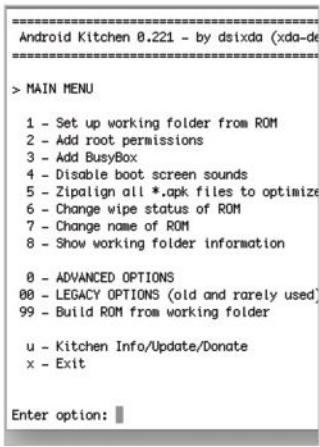 Android Kitchen 0.221 - by dsixda (xda-de
> MAIN MENU
1 - Set up working folder from ROM
2 - Add root permissions
3 - Add BusyBox
4 - Disable boot screen sounds
5 - Zipalign all *.apk files to optimize
6 - Change wipe status of ROM
7 - Change name of ROM
8 - Show working folder information
0 - ADVANCED OPTIONS
00 - LEGACY OPTIONS (old and rarely used)
99 - Build ROM from working folder
u - Kitchen Info/Update/Donate
x - Exit
Enter option: